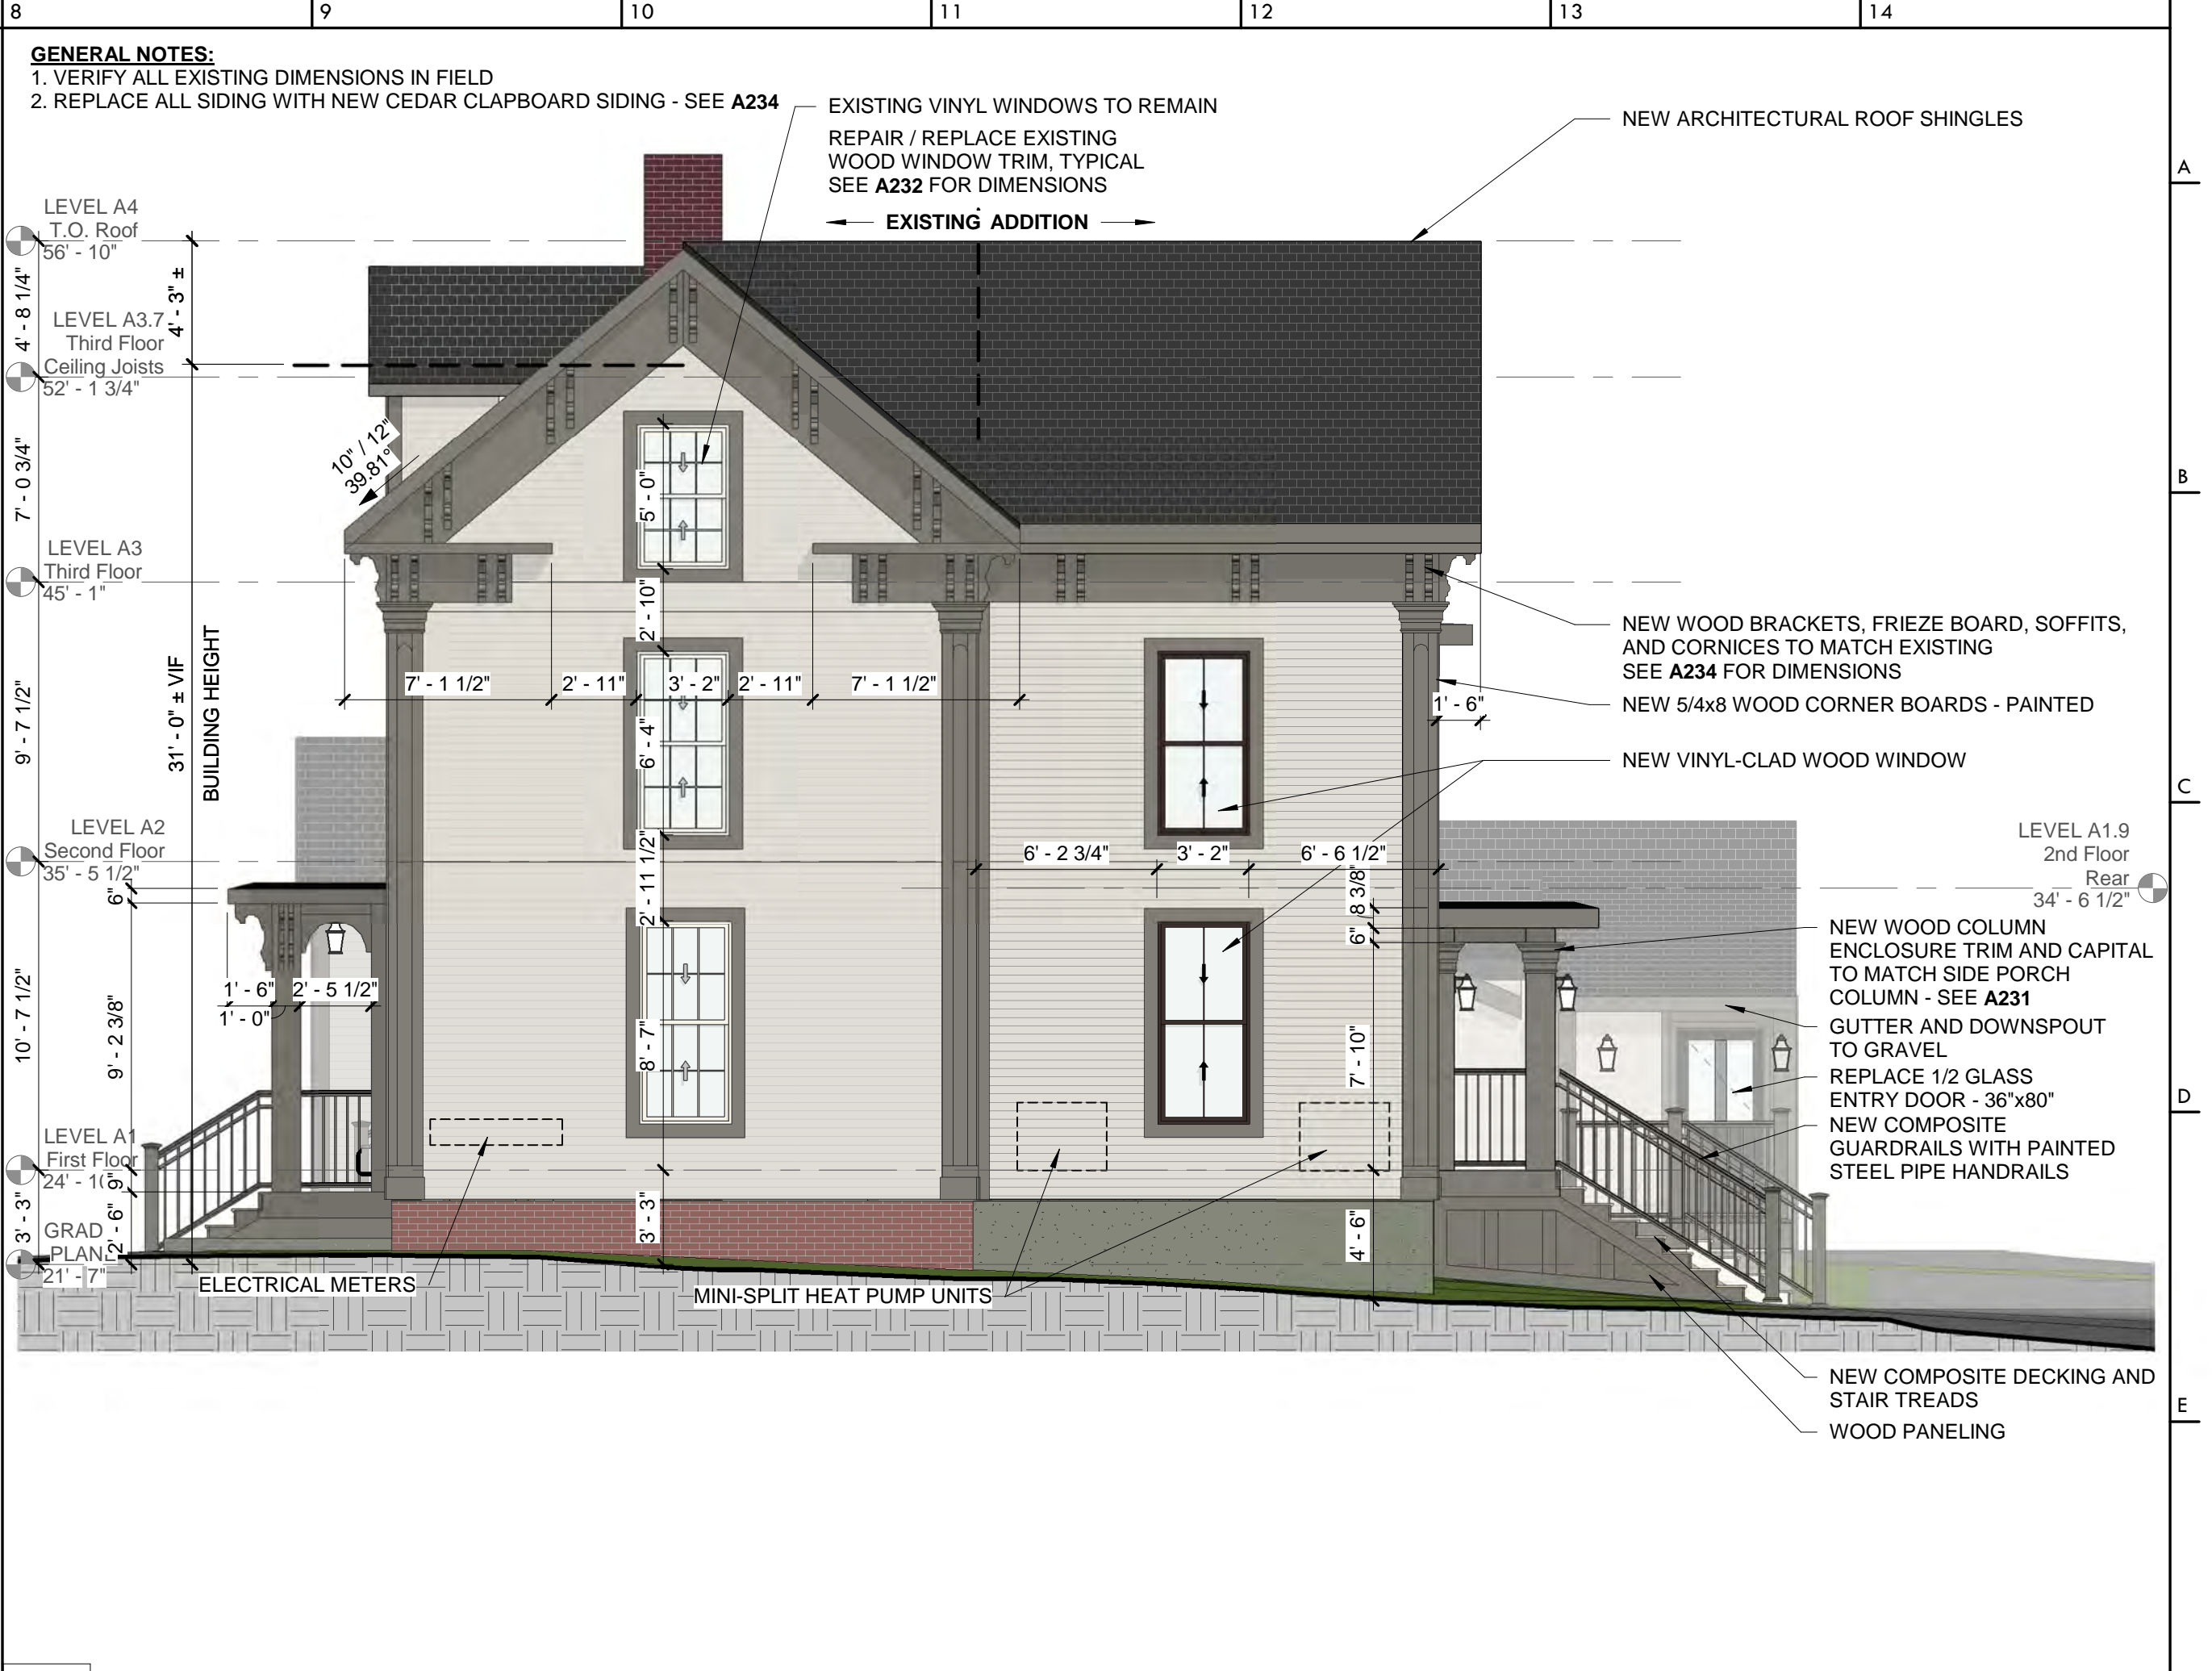 8 9 10 11 12 13 14
GENERAL NOTES:
1. VERIFY ALL EXISTING DIMENSIONS IN FIELD
2. REPLACE ALL SIDING WITH NEW CEDAR CLAPBOARD SIDING - SEE A234
EXISTING VINYL WINDOWS TO REMAIN
REPAIR / REPLACE EXISTING
WOOD WINDOW TRIM, TYPICAL
SEE A232 FOR DIMENSIONS
EXISTING ADDITION
NEW ARCHITECTURAL ROOF SHINGLES
A
B
C
D
E
LEVEL A4
T.O. Roof
56' - 10"
4' - 8 1/4"
4' - 3" ±
LEVEL A3.7
Third Floor
Ceiling Joists
52' - 1 3/4"
7' - 0 3/4"
10" / 12"
39.81°
LEVEL A3
Third Floor
45' - 1"
9' - 7 1/2"
31' - 0" ± VIF
BUILDING HEIGHT
LEVEL A2
Second Floor
35' - 5 1/2"
6"
10' - 7 1/2"
9' - 2 3/8"
1' - 6"
2' - 5 1/2"
1' - 0"
LEVEL A1
First Floor
24' - 10
9"
3' - 3"
2' - 6"
GRAD
PLANE
21' - 7"
5' - 0"
2' - 10"
7' - 1 1/2"
2' - 11"
3' - 2"
2' - 11"
7' - 1 1/2"
6' - 4"
2' - 11 1/2"
8' - 7"
3' - 3"
6' - 2 3/4"
3' - 2"
6' - 6 1/2"
8 3/8"
6"
7' - 10"
4' - 6"
1' - 6"
NEW WOOD BRACKETS, FRIEZE BOARD, SOFFITS,
AND CORNICES TO MATCH EXISTING
SEE A234 FOR DIMENSIONS
NEW 5/4x8 WOOD CORNER BOARDS - PAINTED
NEW VINYL-CLAD WOOD WINDOW
LEVEL A1.9
2nd Floor
Rear
34' - 6 1/2"
NEW WOOD COLUMN
ENCLOSURE TRIM AND CAPITAL
TO MATCH SIDE PORCH
COLUMN - SEE A231
GUTTER AND DOWNSPOUT
TO GRAVEL
REPLACE 1/2 GLASS
ENTRY DOOR - 36"x80"
NEW COMPOSITE
GUARDRAILS WITH PAINTED
STEEL PIPE HANDRAILS
ELECTRICAL METERS
MINI-SPLIT HEAT PUMP UNITS
NEW COMPOSITE DECKING AND
STAIR TREADS
WOOD PANELING